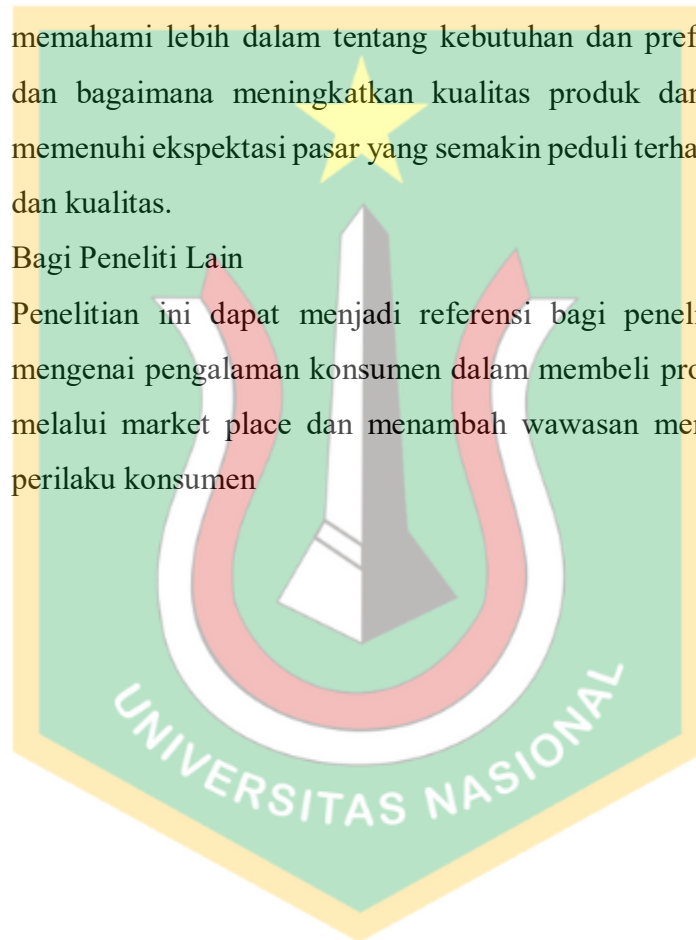 memahami lebih dalam tentang kebutuhan dan pref
dan bagaimana meningkatkan kualitas produk dan
memenuhi ekspektasi pasar yang semakin peduli terha
dan kualitas.
Bagi Peneliti Lain
Penelitian ini dapat menjadi referensi bagi penel
mengenai pengalaman konsumen dalam membeli pro
melalui market place dan menambah wawasan me
perilaku konsumen
UNIVERSITAS NASIONAL